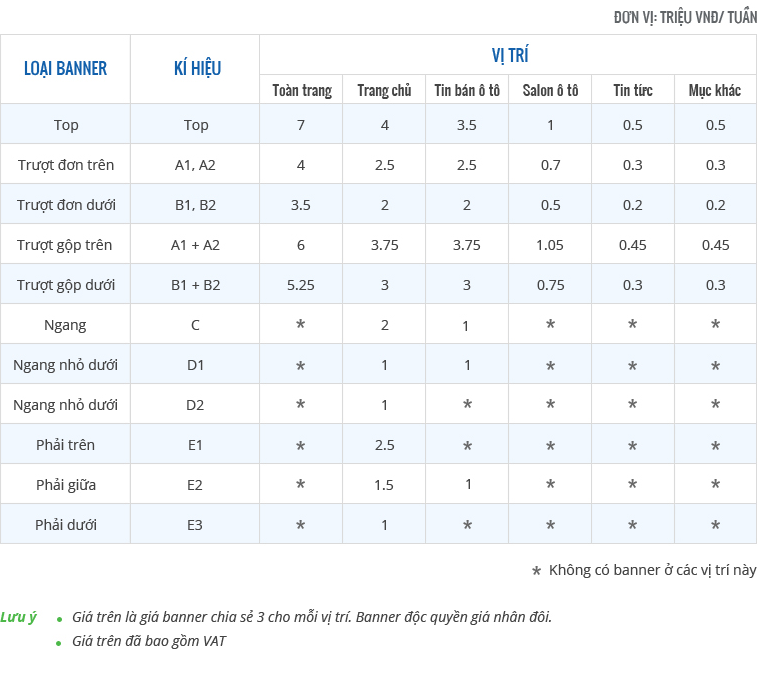 ĐƠN VỊ: TRIỆU VNĐ/ TUẦN
LOẠI BANNER KÍ HIỆU VỊ TRÍ
Toàn trang Trang chủ Tin bán ô tô Salon ô tô Tin tức Mục khác
Top Top 7 4 3.5 1 0.5 0.5
Trượt đơn trên A1, A2 4 2.5 2.5 0.7 0.3 0.3
Trượt đơn dưới B1, B2 3.5 2 2 0.5 0.2 0.2
Trượt gộp trên A1 + A2 6 3.75 3.75 1.05 0.45 0.45
Trượt gộp dưới B1 + B2 5.25 3 3 0.75 0.3 0.3
Ngang C * 2 1 * * *
Ngang nhỏ dưới D1 * 1 1 * * *
Ngang nhỏ dưới D2 * 1 * * * *
Phải trên E1 * 2.5 * * * *
Phải giữa E2 * 1.5 1 * * *
Phải dưới E3 * 1 * * * *
* Không có banner ở các vị trí này
Lưu ý • Giá trên là giá banner chia sẻ 3 cho mỗi vị trí. Banner độc quyền giá nhân đôi.
• Giá trên đã bao gồm VAT